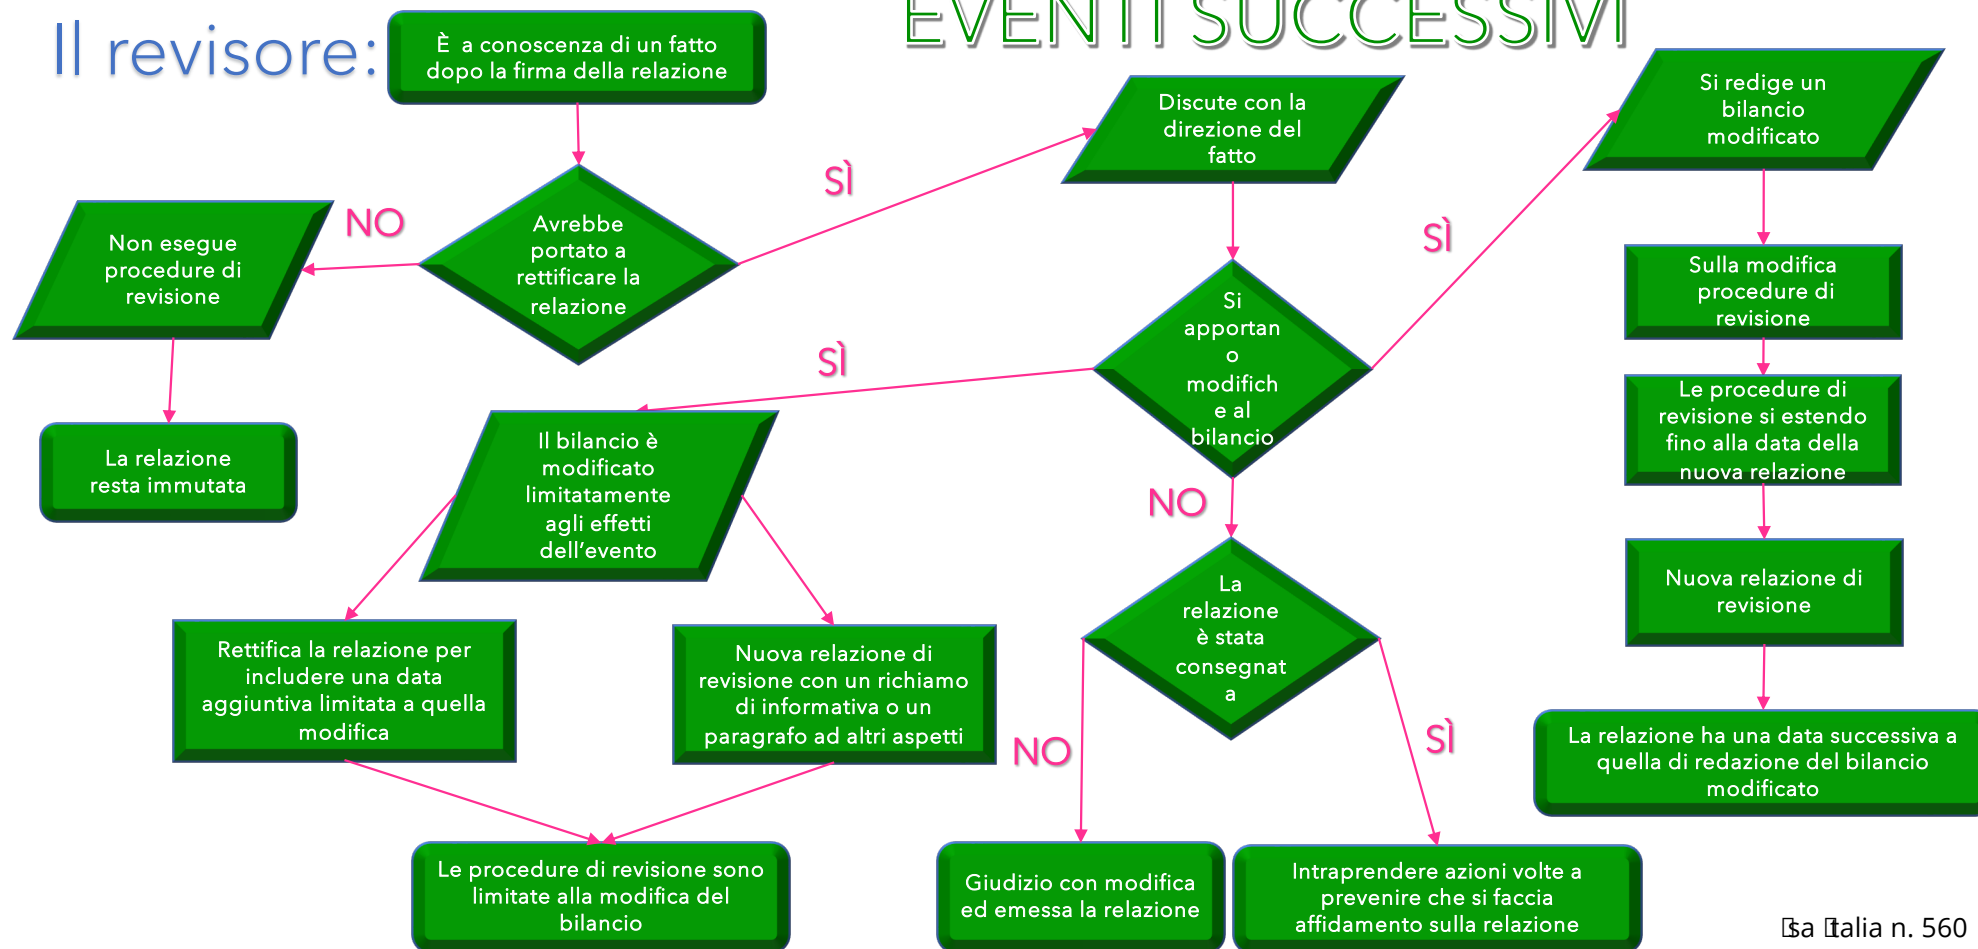 EVENTI SUCCESSIVI
Il revisore:
È a conoscenza di un fatto
dopo la firma della relazione
Avrebbe
portato a
rettificare la
relazione
NO
Non esegue
procedure di
revisione
La relazione
resta immutata
SÌ
Discute con la
direzione del
fatto
Si
apportan
o
modifich
e al
bilancio
SÌ
Il bilancio è
modificato
limitatamente
agli effetti
dell’evento
Rettifica la relazione per
includere una data
aggiuntiva limitata a quella
modifica
Nuova relazione di
revisione con un richiamo
di informativa o un
paragrafo ad altri aspetti
Le procedure di revisione sono
limitate alla modifica del
bilancio
NO
La
relazione
è stata
consegnat
a
NO
Giudizio con modifica
ed emessa la relazione
SÌ
Intraprendere azioni volte a
prevenire che si faccia
affidamento sulla relazione
SÌ
Si redige un
bilancio
modificato
Sulla modifica
procedure di
revisione
Le procedure di
revisione si estendo
fino alla data della
nuova relazione
Nuova relazione di
revisione
La relazione ha una data successiva a
quella di redazione del bilancio
modificato
sa talia n. 560